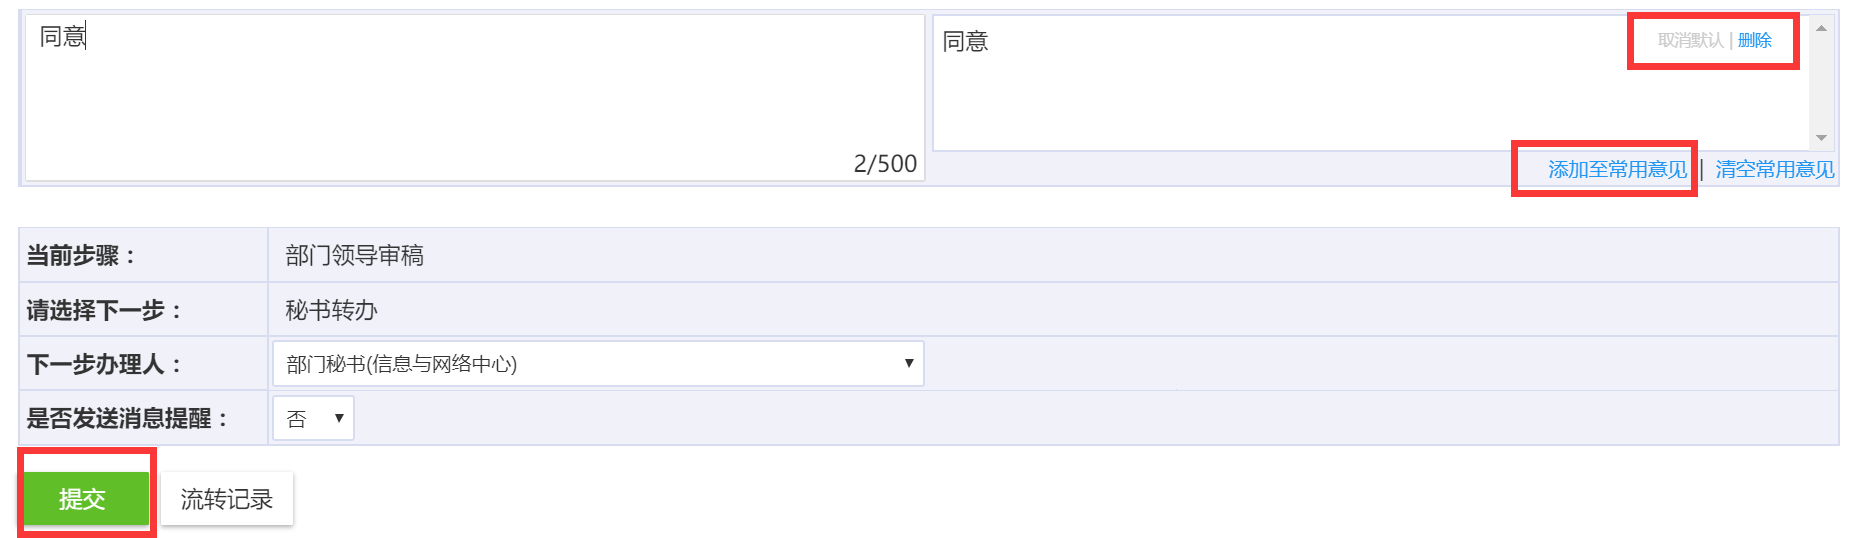 同意
2/500
同意
取消默认 | 删除
添加至常用意见 | 清空常用意见
当前步骤： 部门领导审稿
请选择下一步： 秘书转办
下一步办理人： 部门秘书(信息与网络中心)
是否发送消息提醒： 否
提交 流转记录